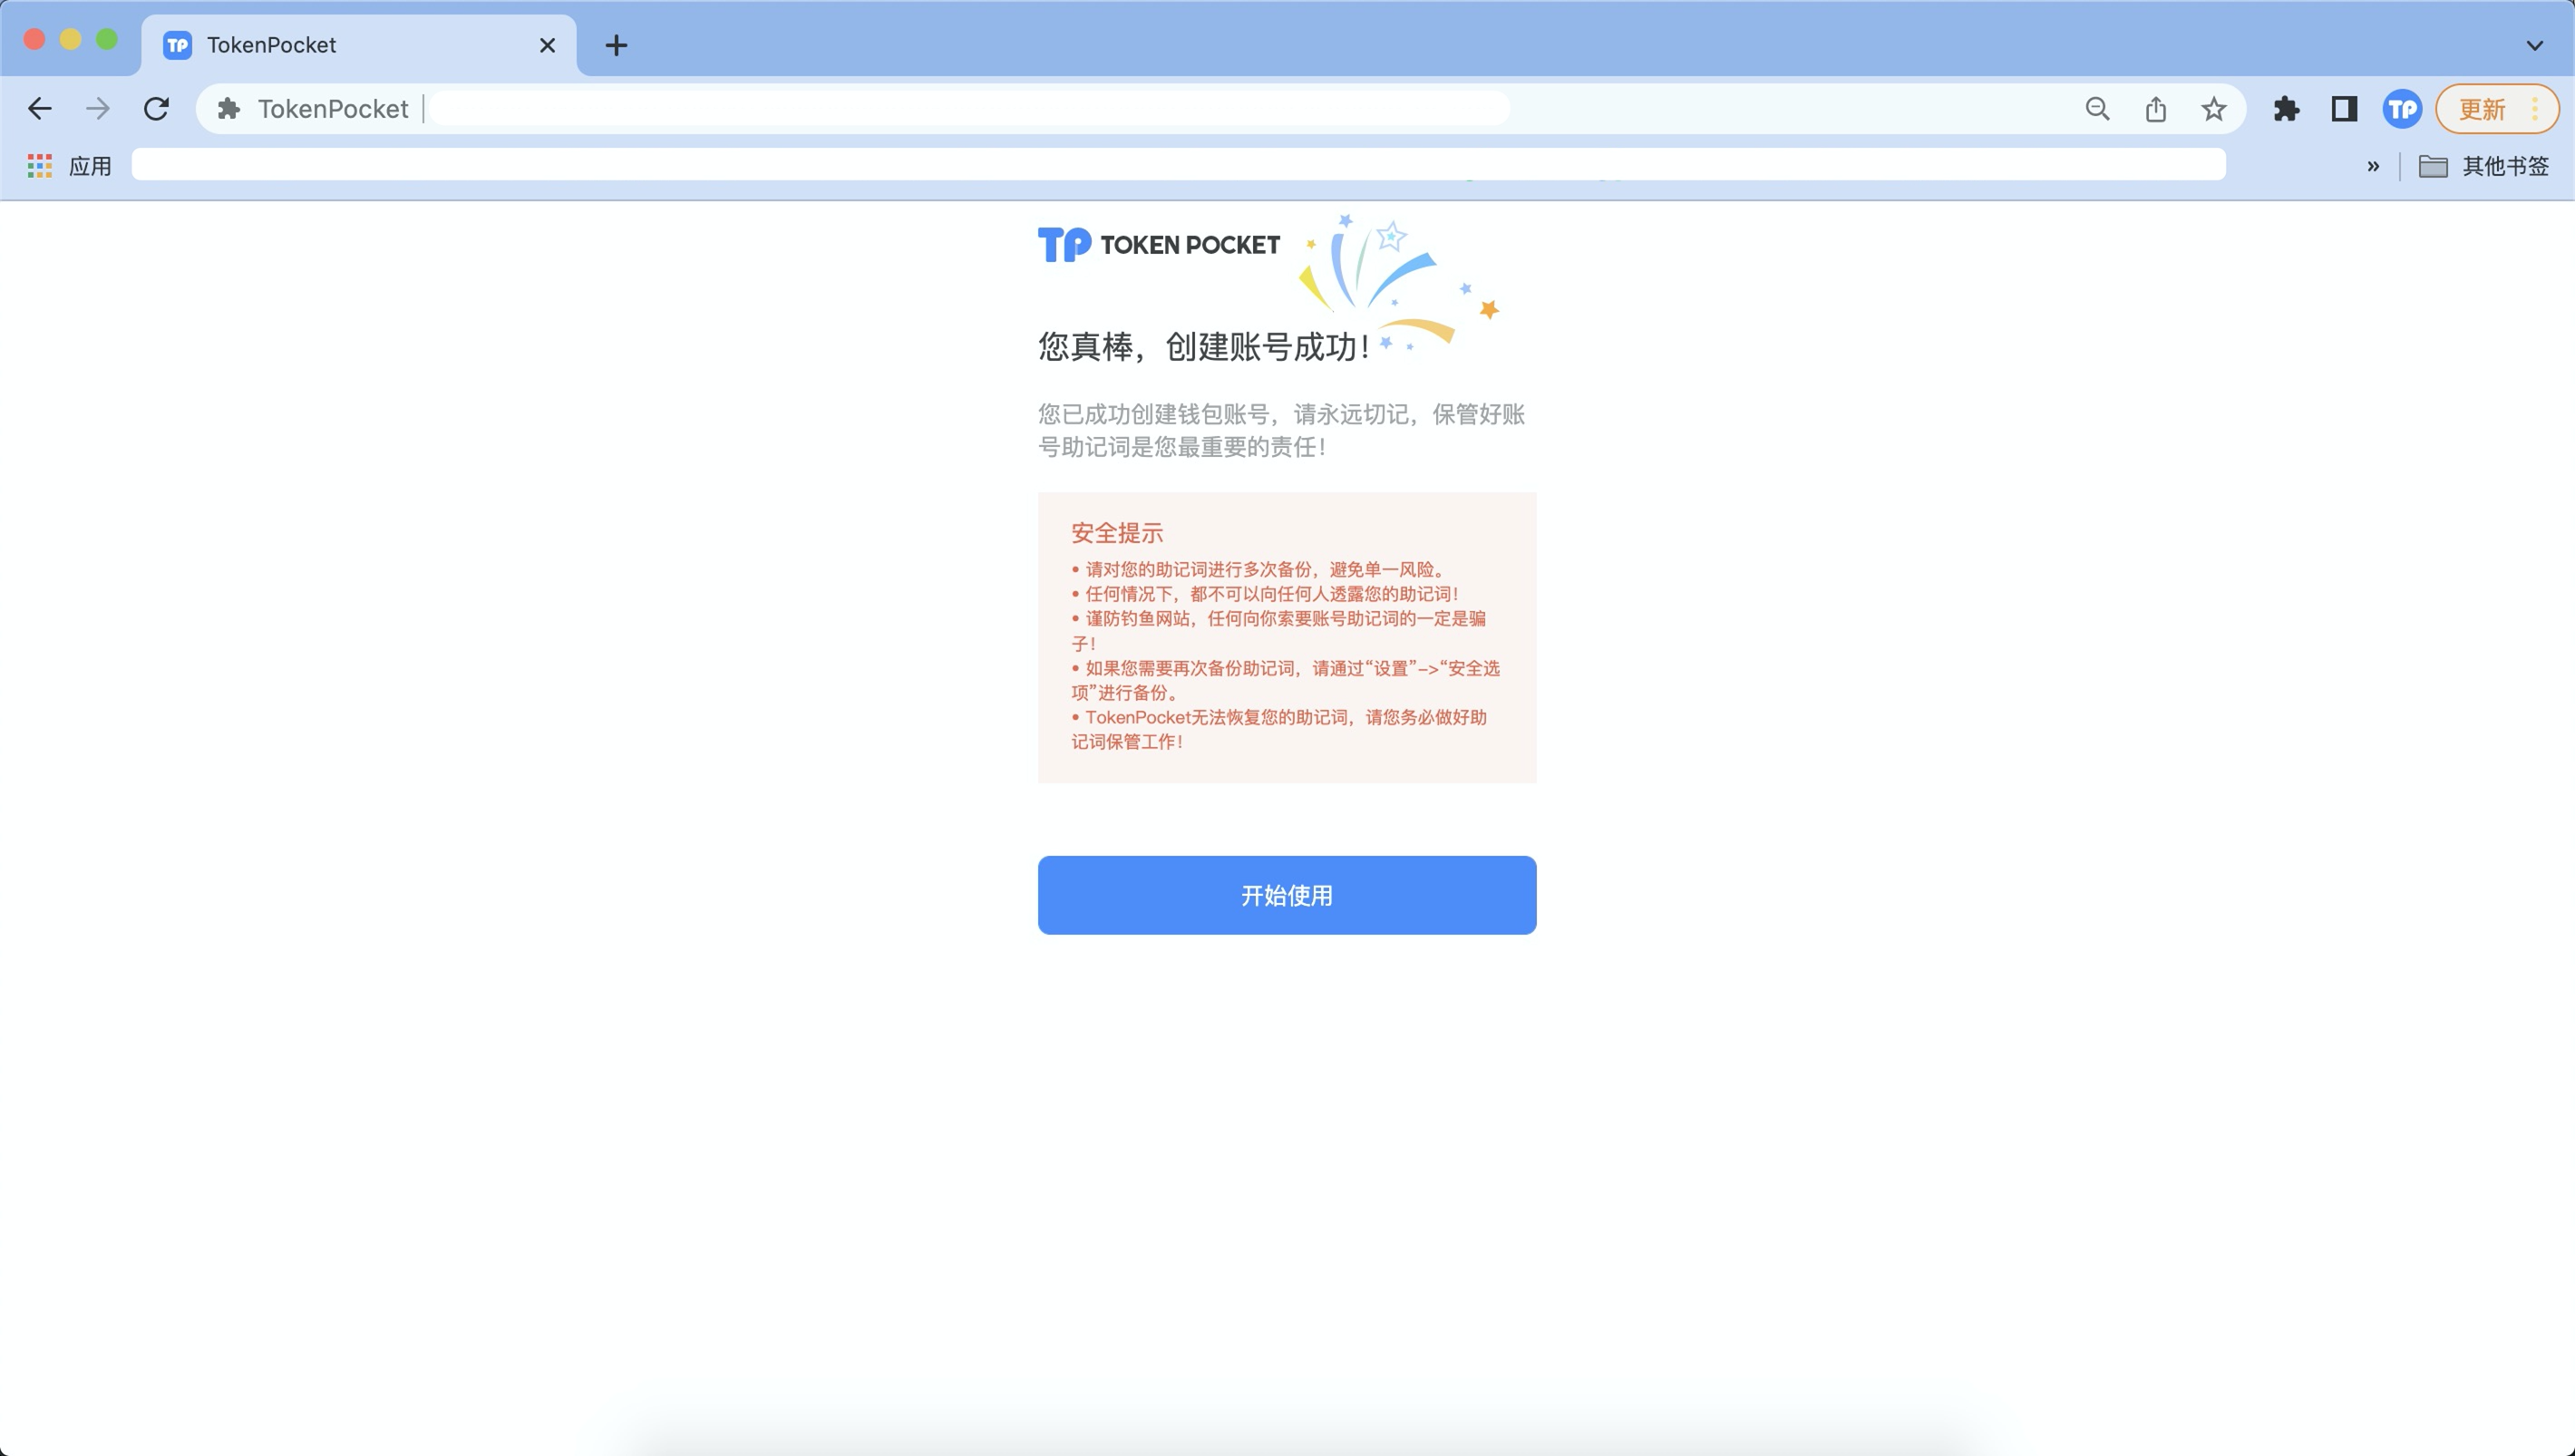 TP TokenPocket
TokenPocket
TP
更新
应用
»
其他书签
TP TOKEN POCKET
您真棒，创建账号成功！
您已成功创建钱包账号，请永远切记，保管好账
号助记词是您最重要的责任！
安全提示
• 请对您的助记词进行多次备份，避免单一风险。
• 任何情况下，都不可以向任何人透露您的助记词！
• 谨防钓鱼网站，任何向你索要账号助记词的一定是骗
子！
• 如果您需要再次备份助记词，请通过“设置”->“安全选
项”进行备份。
• TokenPocket无法恢复您的助记词，请您务必做好助
记词保管工作！
开始使用